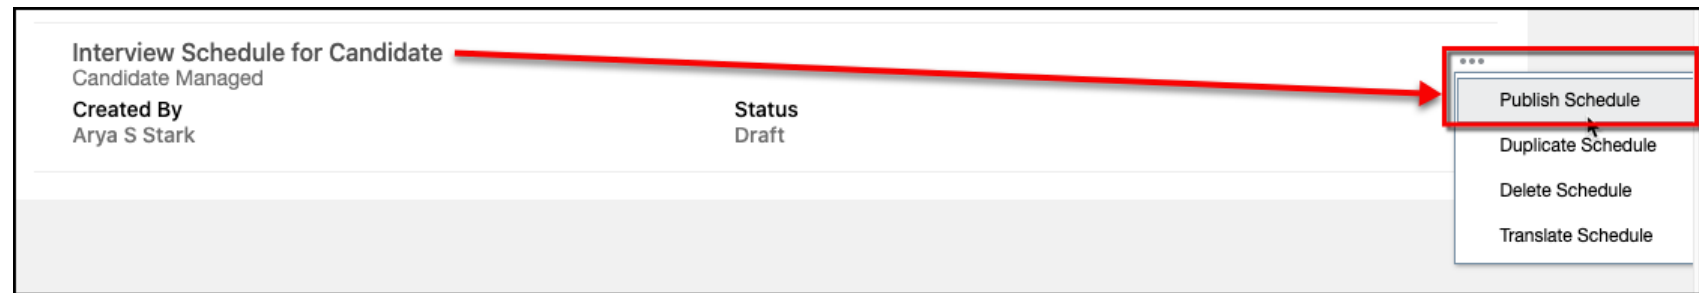 Interview Schedule for Candidate
Candidate Managed
Created By
Arya S Stark
Status
Draft
Publish Schedule
Duplicate Schedule
Delete Schedule
Translate Schedule